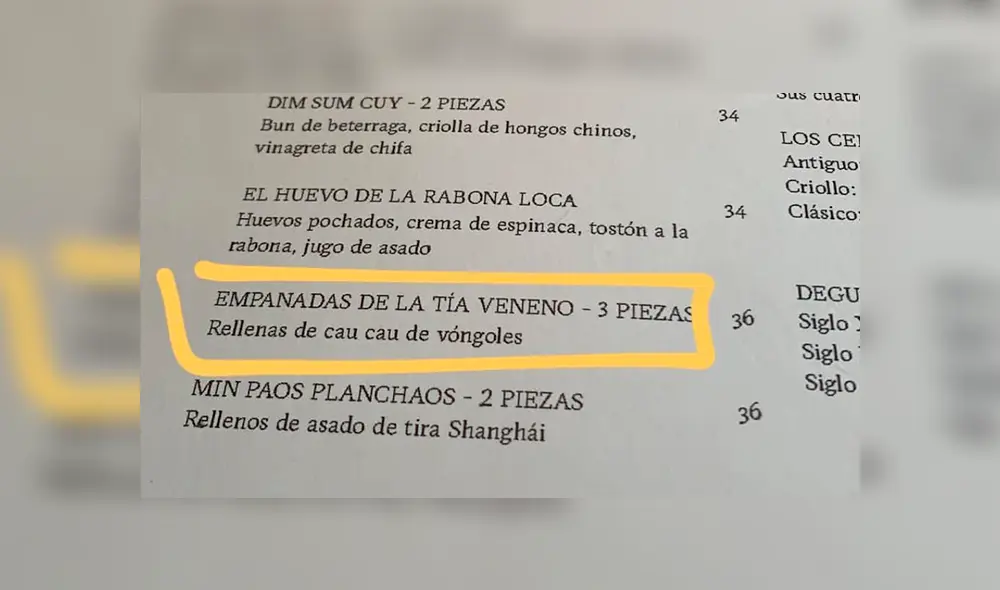 DIM SUM CUY - 2 PIEZAS
34
Bun de beterraga, criolla de hongos chinos,
vinagreta de chifa
EL HUEVO DE LA RABONA LOCA
34
Huevos pochados, crema de espinaca, tostón a la
rabona, jugo de asado
EMPANADAS DE LA TÍA VENENO - 3 PIEZAS
36
Rellenas de cau cau de vóngoles
MIN PAOS PLANCHAOS - 2 PIEZAS
36
Rellenos de asado de tira Shanghái
Sus cuatr
LOS CE
Antiguo
Criollo:
Clásico
DEGU
Siglo
Siglo
Siglo